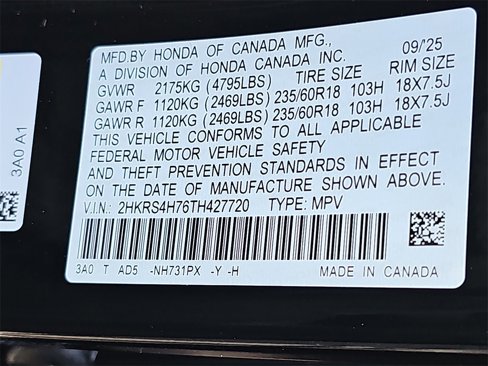 MFD.BY HONDA OF CANADA MFG.,
A DIVISION OF HONDA CANADA INC. 09/'25
GVWR 2175KG (4795LBS) TIRE SIZE RIM SIZE
GAWR F 1120KG (2469LBS) 235/60R18 103H 18X7.5J
GAWR R 1120KG (2469LBS) 235/60R18 103H 18X7.5J
THIS VEHICLE CONFORMS TO ALL APPLICABLE
FEDERAL MOTOR VEHICLE SAFETY
AND THEFT PREVENTION STANDARDS IN EFFECT
ON THE DATE OF MANUFACTURE SHOWN ABOVE.
V.I.N.: 2HKRS4H76TH427720 TYPE: MPV
3A0 T AD5 -NH731PX -Y -H MADE IN CANADA
3A0 A1